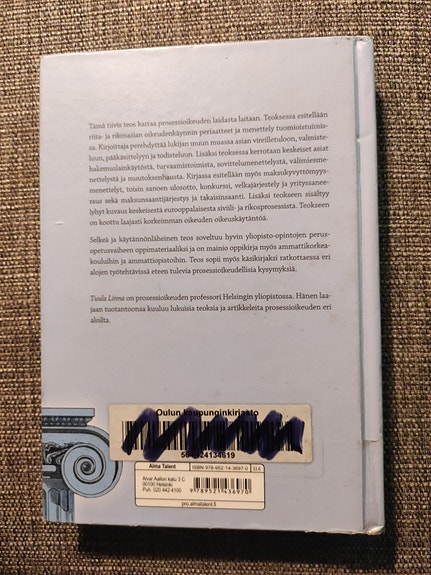 Tämä tiivis teos kartaa prosessioikeuden laidasta laitaan. Teoksessa esitellään
riita- ja rikosasian oikeudenkäynnin periaatteet ja menettely tuomioistuimis-
sa. Kirjoittaja perehdyttää lukijan muun muassa asian vireilletuloon, valmiste-
luun, pääkäsittelyyn ja todisteluun. Lisäksi teoksessa kerrotaan keskeiset asiat
hakemuslainkäytöstä, turvaamistoimista, sovittelumenettelystä, välimiesme-
nettelystä ja muutoksenhausta. Kirjassa esitellään myös maksukyvyttömyys-
menettelyt, toisin sanoen ulosotto, konkurssi, velkajärjestely ja yrityssanee-
raus sekä maksunsaantijärjestys ja takaisinsaanti. Lisäksi teokseen sisältyy
lyhyt kuvaus keskeisestä eurooppalaisesta siviili- ja rikosprosessista. Teokseen
on koottu laajasti korkeimman oikeuden oikeuskäytäntöä.
Selkeä ja käytännönläheinen teos soveltuu hyvin yliopisto-opintojen perus-
opetusvaiheen oppimateriaaliksi ja on mainio oppikirja myös ammattikorkea-
kouluihin ja ammattiopistoihin. Teos sopii myös käsikirjaksi ratkottaessa eri
alojen työtehtävissä eteen tulevia prosessioikeudellisia kysymyksiä.
Tuula Linna on prosessioikeuden professori Helsingin yliopistossa. Hänen laa-
jaan tuotantoonsa kuuluu lukuisia teoksia ja artikkeleita prosessioikeuden eri
aloilta.
Oulun kaupunginkirjasto
Alma Talent
Alvar Aallon katu 3 C
00100 Helsinki
Puh. 020 442 4100
ISBN 978-952-14-3697-0
33.6
9789521436970
pro.almatalent.fi